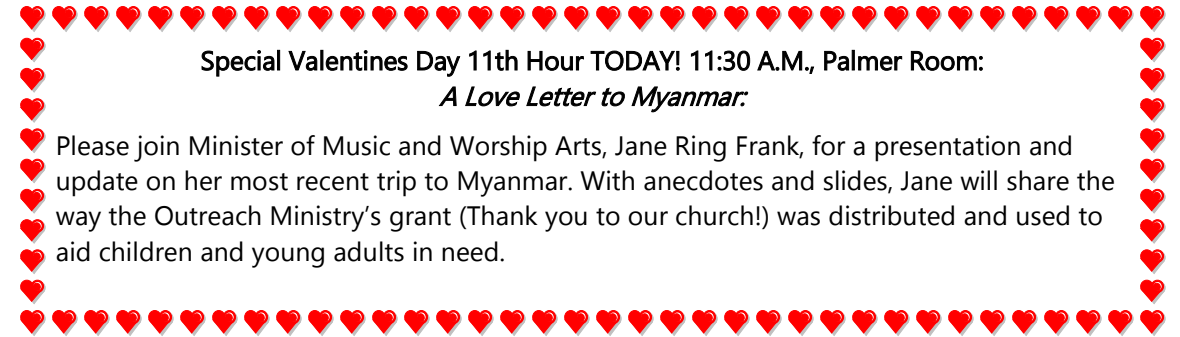 Special Valentines Day 11th Hour TODAY! 11:30 A.M., Palmer Room:
A Love Letter to Myanmar:
Please join Minister of Music and Worship Arts, Jane Ring Frank, for a presentation and
update on her most recent trip to Myanmar. With anecdotes and slides, Jane will share the
way the Outreach Ministry’s grant (Thank you to our church!) was distributed and used to
aid children and young adults in need.